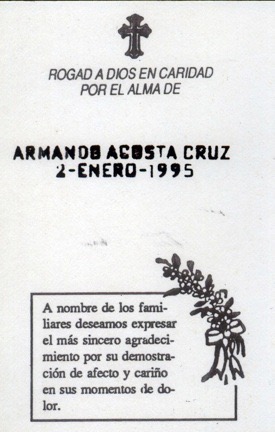 ROGAD A DIOS EN CARIDAD
POR EL ALMA DE
ARMANDO ACOSTA CRUZ
2-ENERO-1995
A nombre de los fami-
liares deseamos expresar
el más sincero agradeci-
miento por su demostra-
ción de afecto y cariño
en sus momentos de do-
lor.